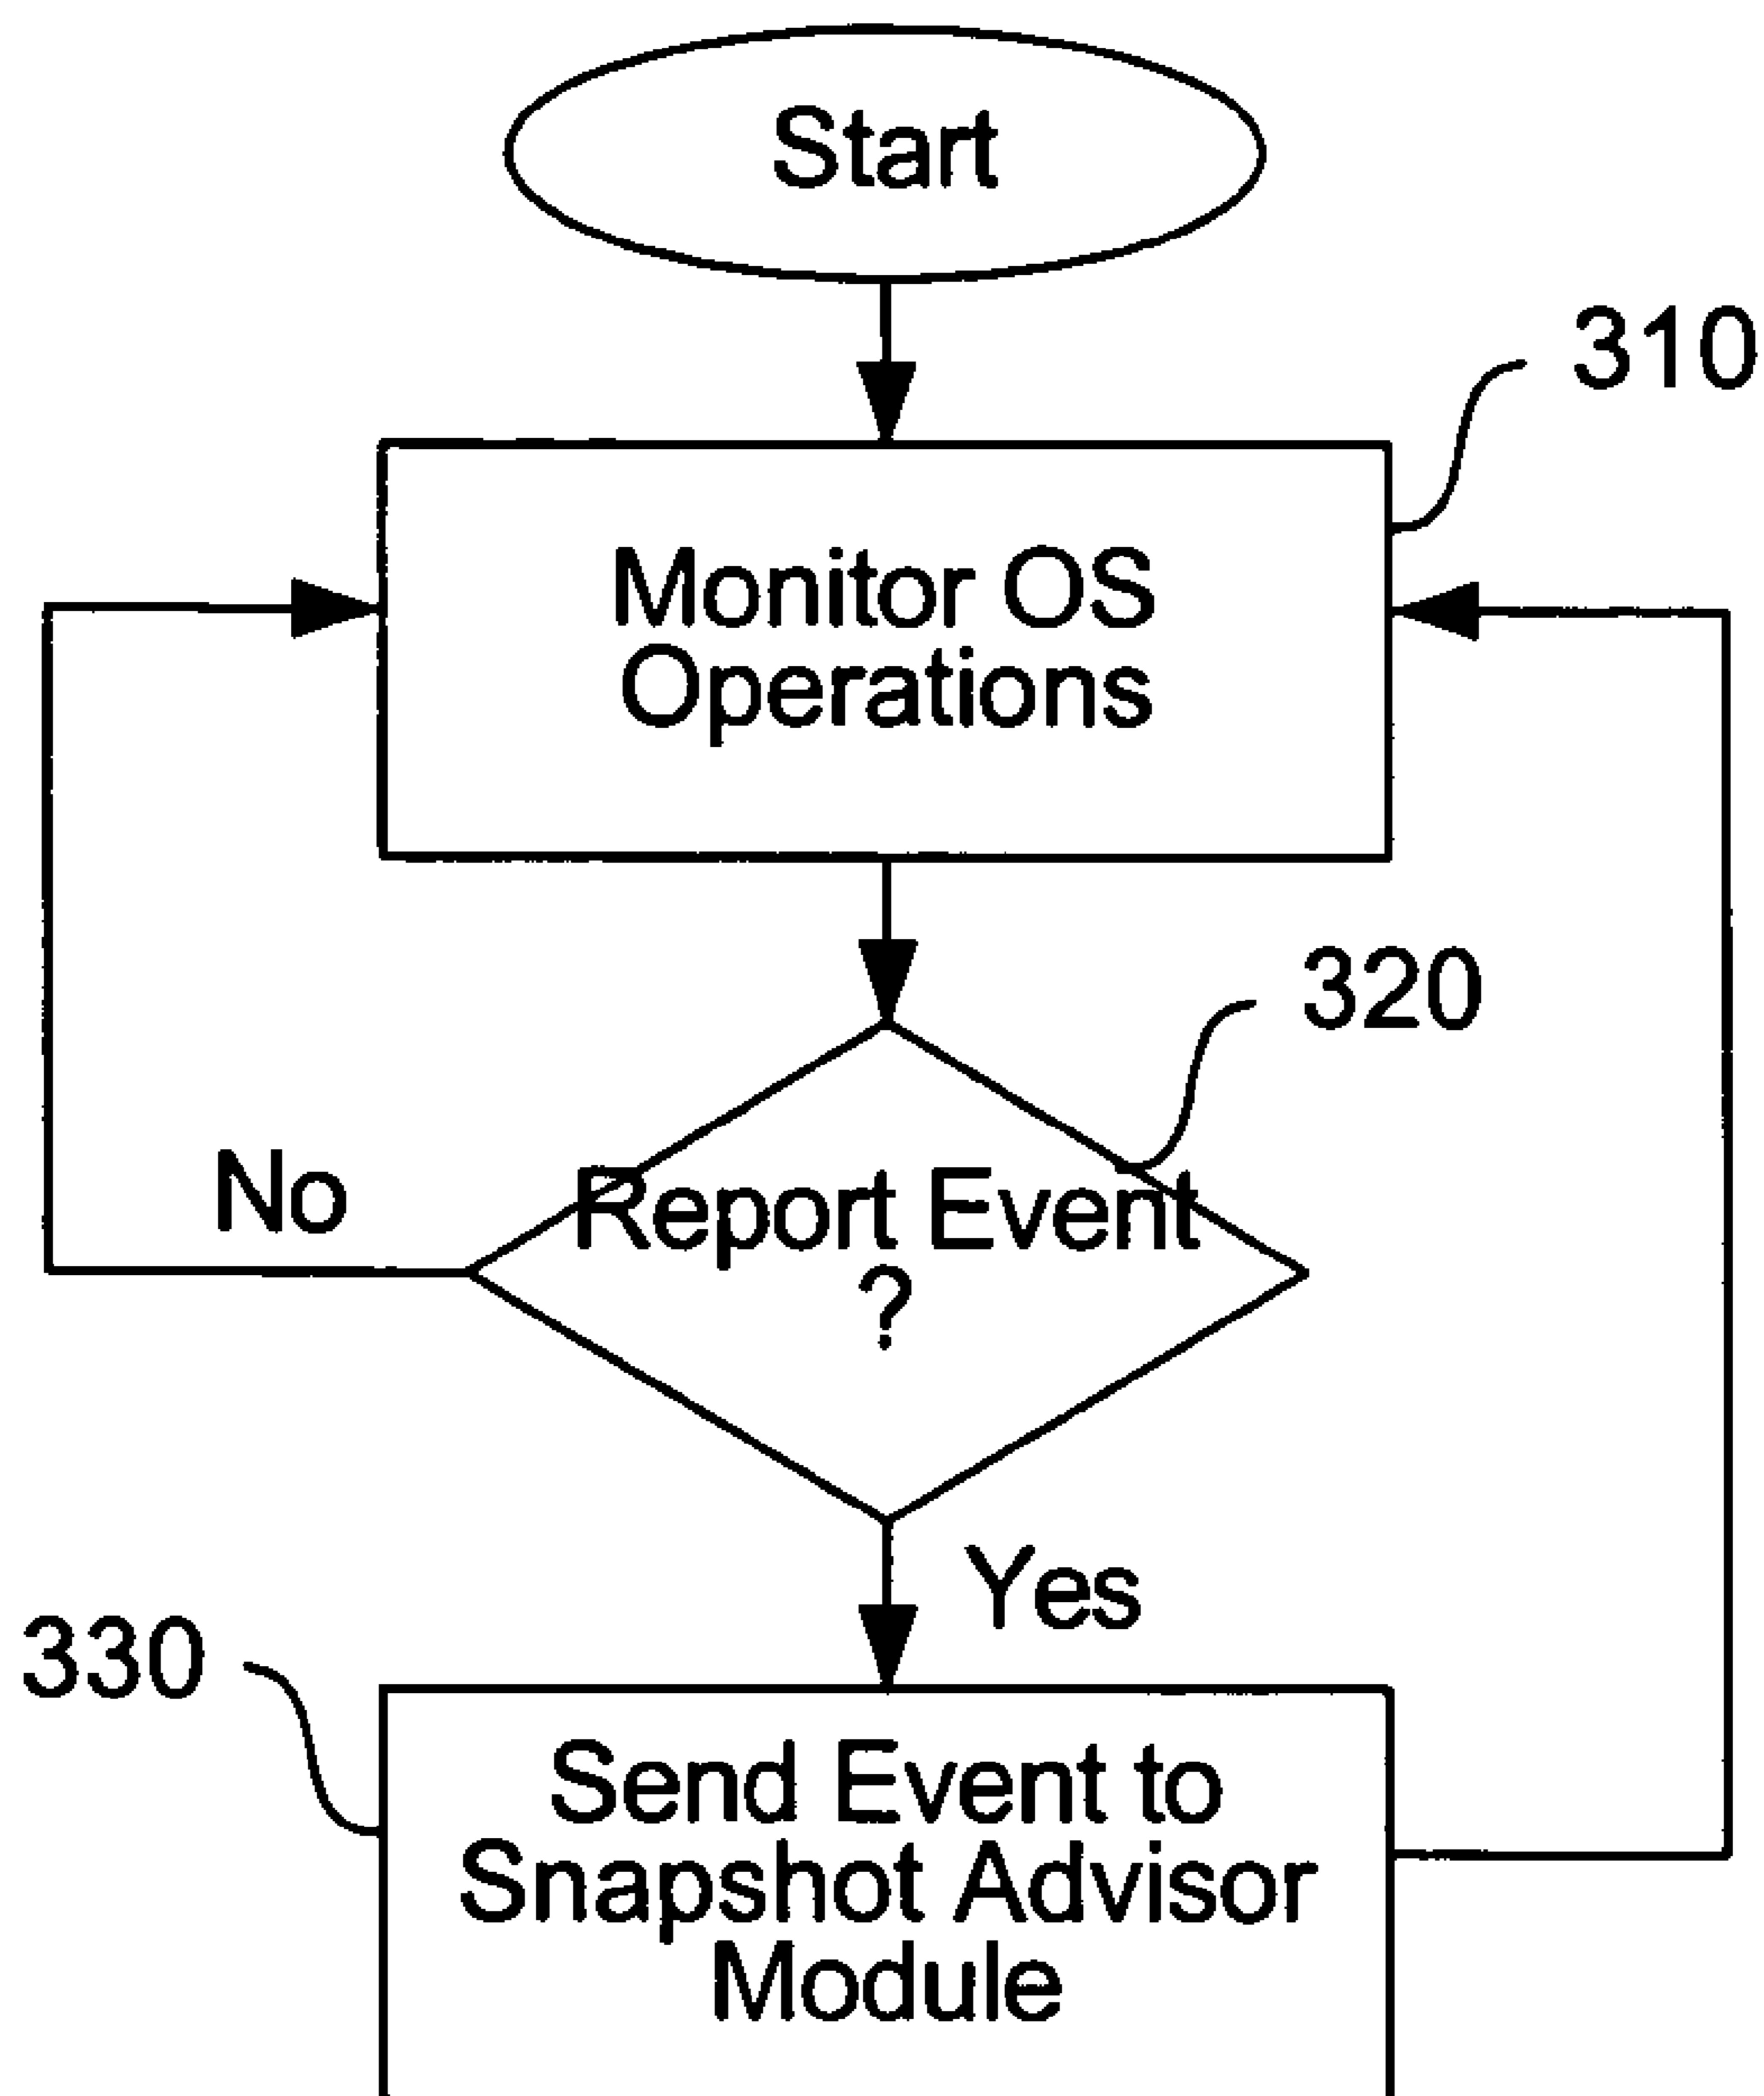 Start
310
Monitor OS
Operations
320
Report Event
?
No
Yes
330
Send Event to
Snapshot Advisor
Module